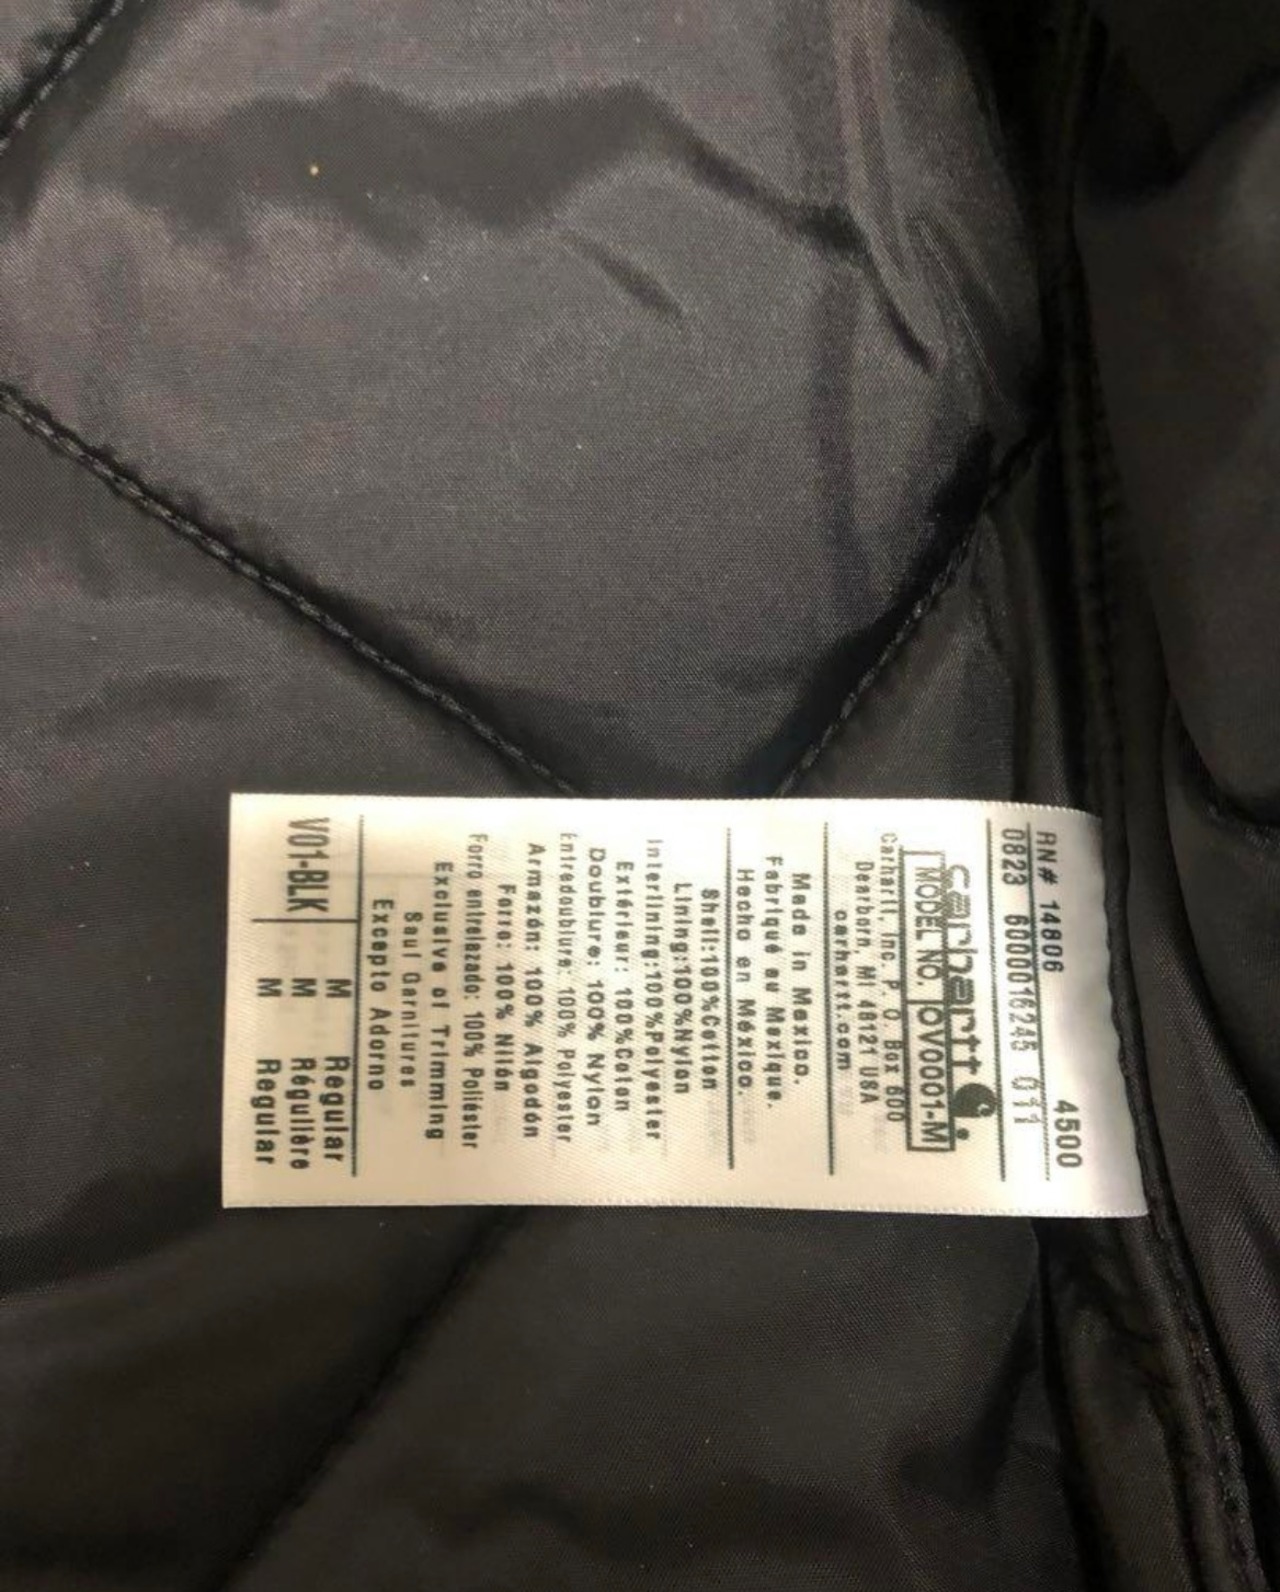 RN# 14806 4500
0823 6000016245 011
carhartt
MODEL NO. OV0001-M
Carhartt, Inc. P. O. Box 600
Dearborn, MI 48121 USA
carhartt.com
Made in Mexico.
Fabriqué au Mexique.
Hecho en México.
Shell:100%Cotton
Lining:100%Nylon
Interlining:100%Polyester
Extérieur: 100%Coton
Doublure: 100% Nylon
Entredoublure: 100% Polyester
Armazón: 100% Algodón
Forro: 100% Nilón
Forro entrelazado: 100% Poliéster
Exclusive of Trimming
Sauf Garnitures
Excepto Adorno
V01-BLK
M Regular
M Régulière
M Regular